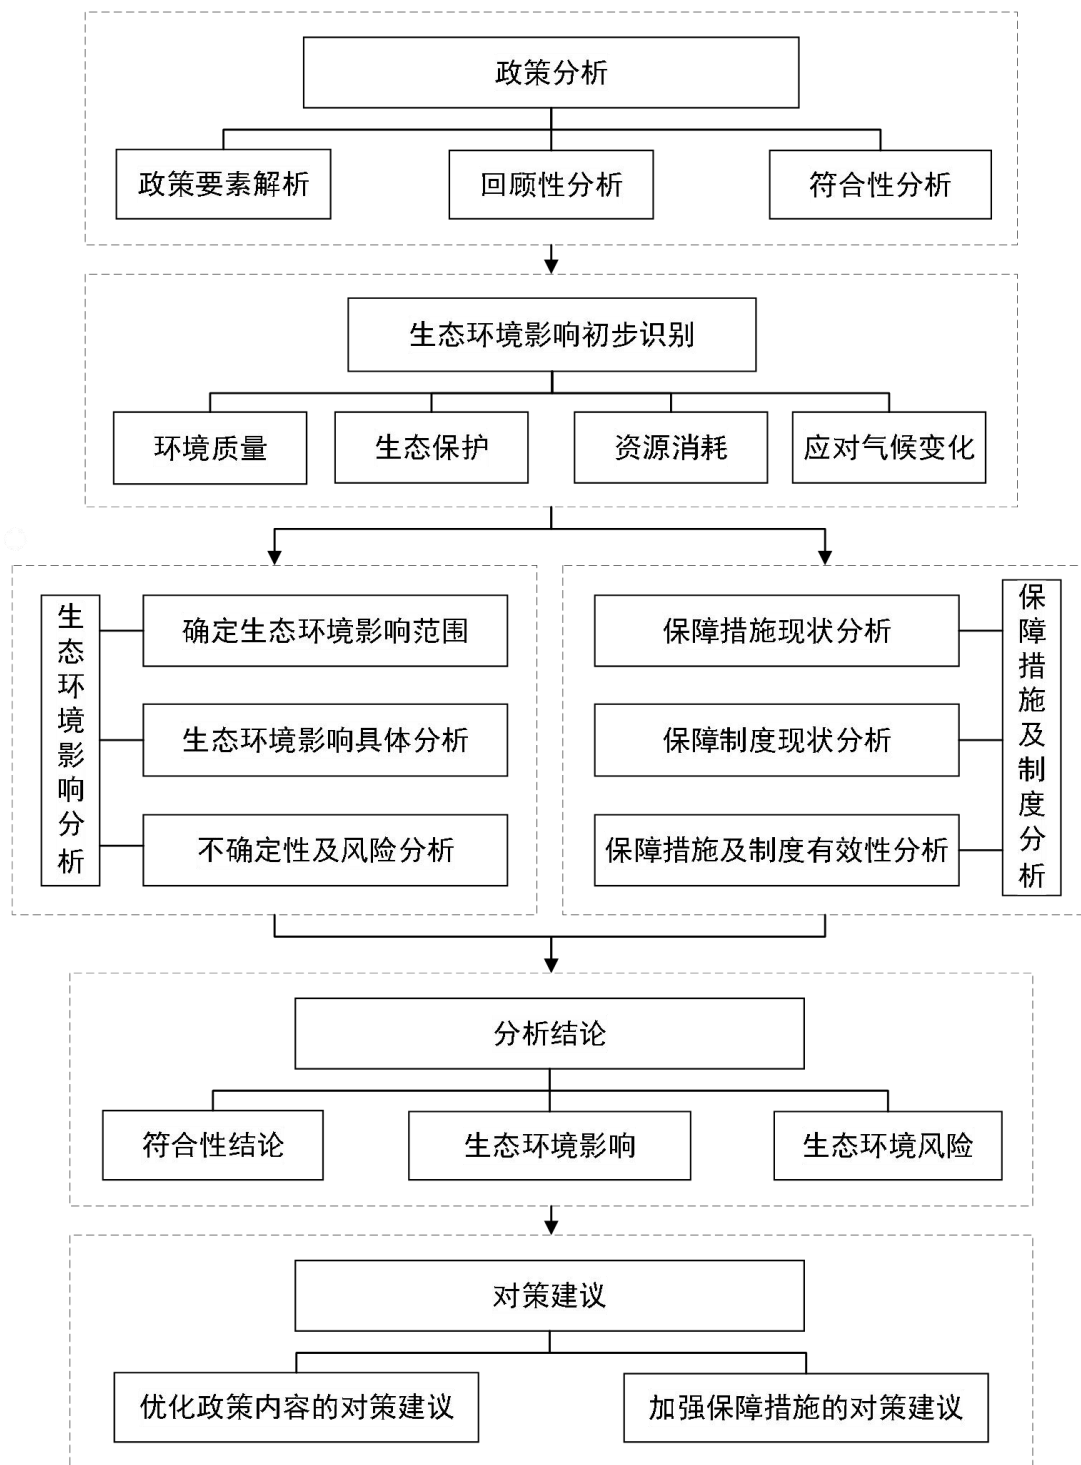 政策分析
政策要素解析
回顾性分析
符合性分析
生态环境影响初步识别
环境质量
生态保护
资源消耗
应对气候变化
生态环境影响分析
确定生态环境影响范围
生态环境影响具体分析
不确定性及风险分析
保障措施现状分析
保障制度现状分析
保障措施及制度有效性分析
保障措施及制度分析
分析结论
符合性结论
生态环境影响
生态环境风险
对策建议
优化政策内容的对策建议
加强保障措施的对策建议